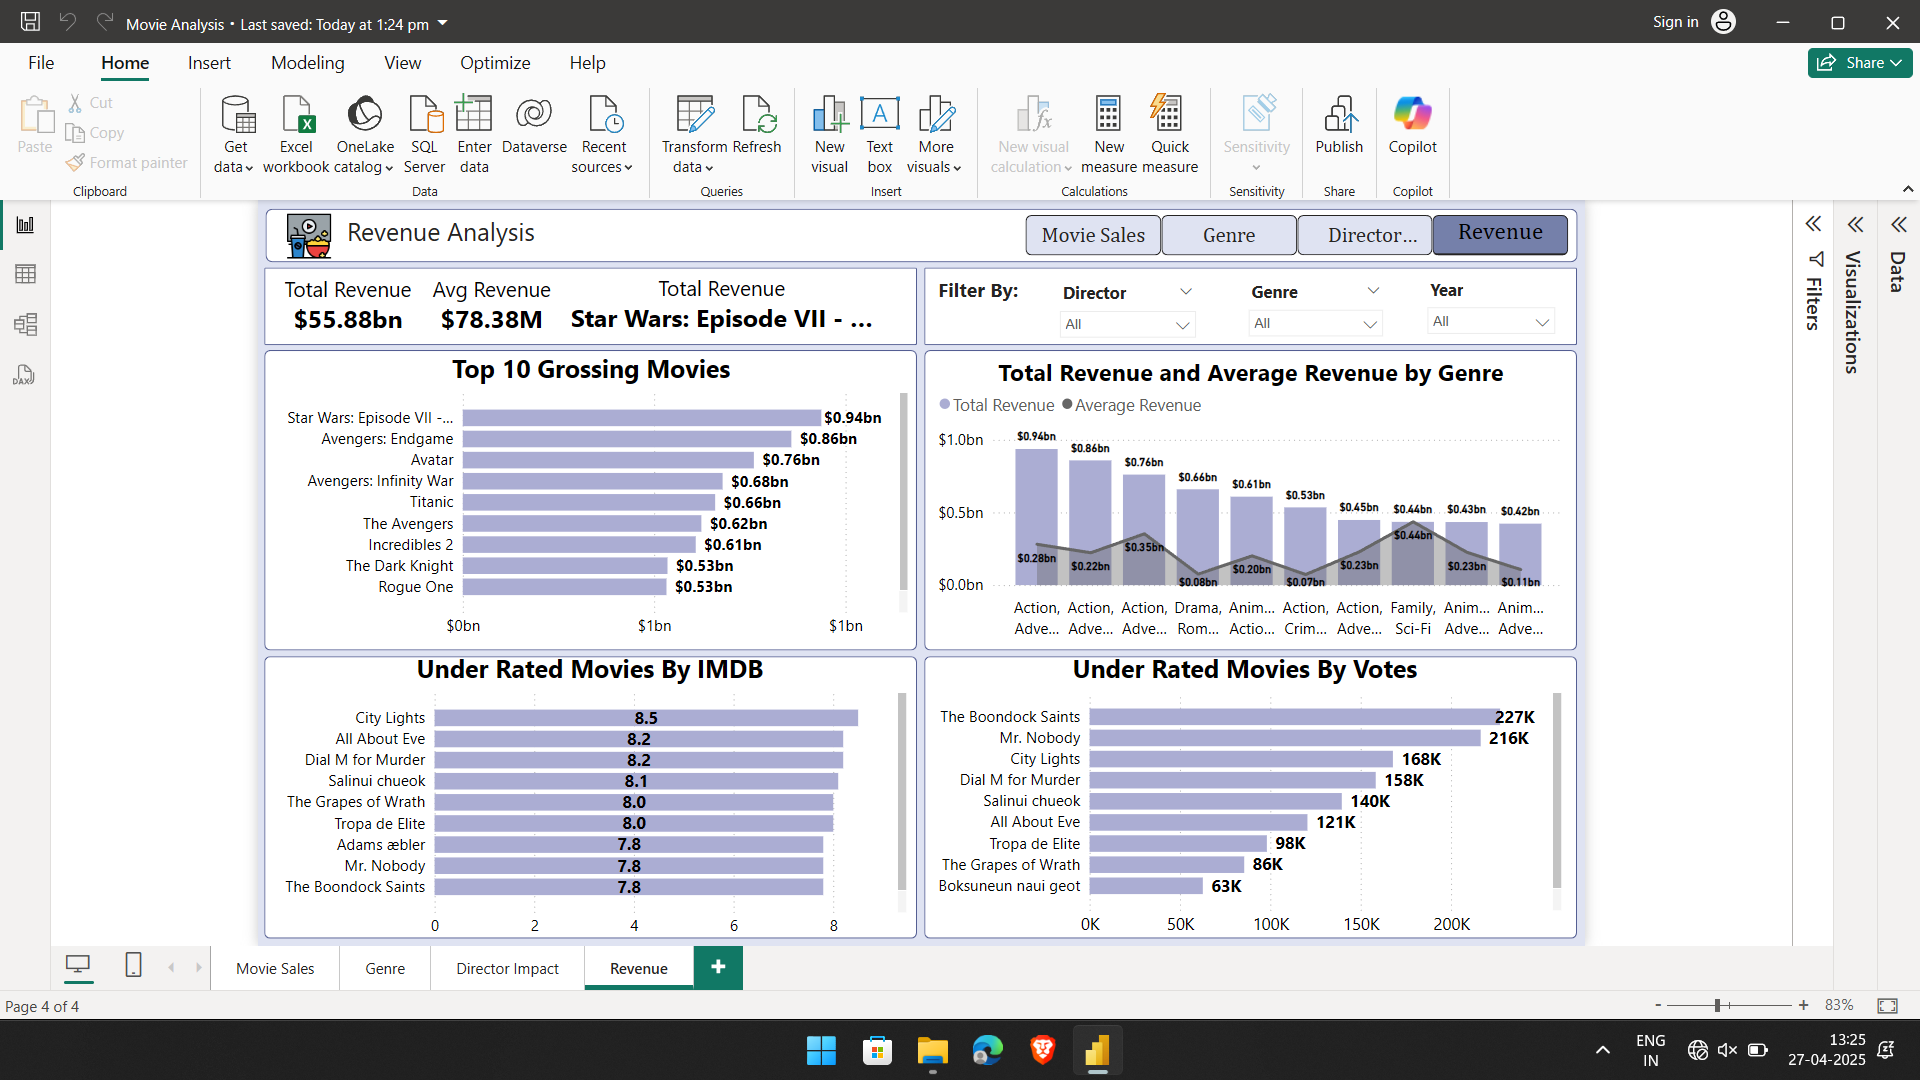 Movie Analysis • Last saved: Today at 1:24 pm
Sign in
File
Home
Insert
Modeling
View
Optimize
Help
Share
Paste
Cut
Copy
Format painter
Clipboard
Get data
Excel workbook
OneLake catalog
SQL Server
Enter data
Dataverse
Recent sources
Data
Transform data
Refresh
Queries
New visual
Text box
More visuals
Insert
New visual calculation
New measure
Quick measure
Calculations
Sensitivity
Sensitivity
Publish
Share
Copilot
Copilot
Revenue Analysis
Movie Sales
Genre
Director...
Revenue
Total Revenue
$55.88bn
Avg Revenue
$78.38M
Total Revenue
Star Wars: Episode VII - ...
Filter By:
Director
All
Genre
All
Year
All
Top 10 Grossing Movies
Star Wars: Episode VII -... $0.94bn
Avengers: Endgame $0.86bn
Avatar $0.76bn
Avengers: Infinity War $0.68bn
Titanic $0.66bn
The Avengers $0.62bn
Incredibles 2 $0.61bn
The Dark Knight $0.53bn
Rogue One $0.53bn
$0bn $1bn $1bn
Total Revenue and Average Revenue by Genre
Total Revenue Average Revenue
$1.0bn
$0.5bn
$0.0bn
$0.94bn $0.86bn $0.76bn $0.66bn $0.61bn $0.53bn $0.45bn $0.44bn $0.43bn $0.42bn
$0.28bn $0.22bn $0.35bn $0.08bn $0.20bn $0.07bn $0.23bn $0.44bn $0.23bn $0.11bn
Action, Action, Action, Drama, Anim... Action, Action, Family, Anim... Anim...
Adve... Adve... Adve... Rom... Actio... Crim... Adve... Sci-Fi Adve... Adve...
Under Rated Movies By IMDB
City Lights 8.5
All About Eve 8.2
Dial M for Murder 8.2
Salinui chueok 8.1
The Grapes of Wrath 8.0
Tropa de Elite 8.0
Adams æbler 7.8
Mr. Nobody 7.8
The Boondock Saints 7.8
0 2 4 6 8
Under Rated Movies By Votes
The Boondock Saints 227K
Mr. Nobody 216K
City Lights 168K
Dial M for Murder 158K
Salinui chueok 140K
All About Eve 121K
Tropa de Elite 98K
The Grapes of Wrath 86K
Boksuneun naui geot 63K
0K 50K 100K 150K 200K
Filters
Visualizations
Data
DAX
Movie Sales
Genre
Director Impact
Revenue
Page 4 of 4
83%
ENG
IN
13:25
27-04-2025